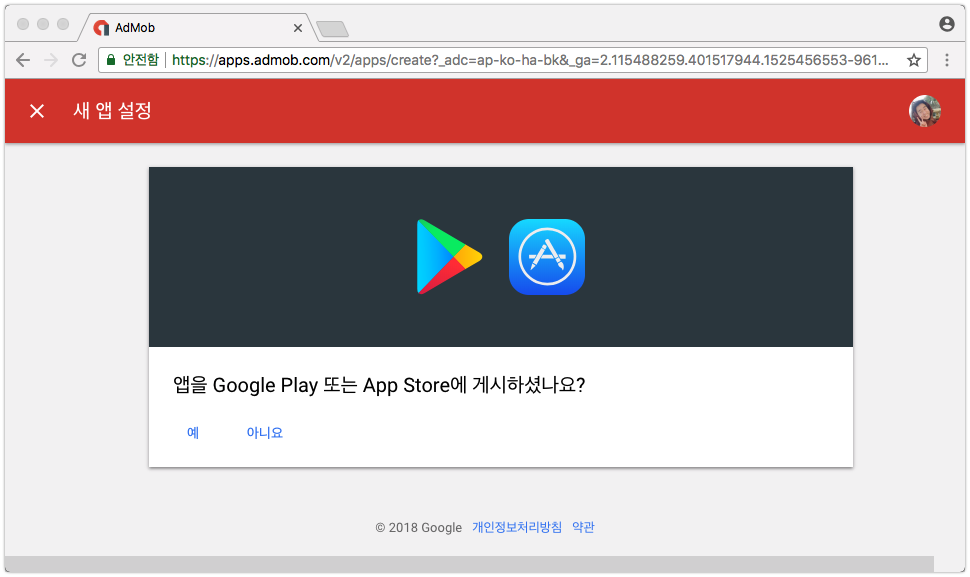 AdMob
안전함 https://apps.admob.com/v2/apps/create?_adc=ap-ko-ha-bk&_ga=2.115488259.401517944.1525456553-961...
새 앱 설정
앱을 Google Play 또는 App Store에 게시하셨나요?
예 아니요
© 2018 Google 개인정보처리방침 약관